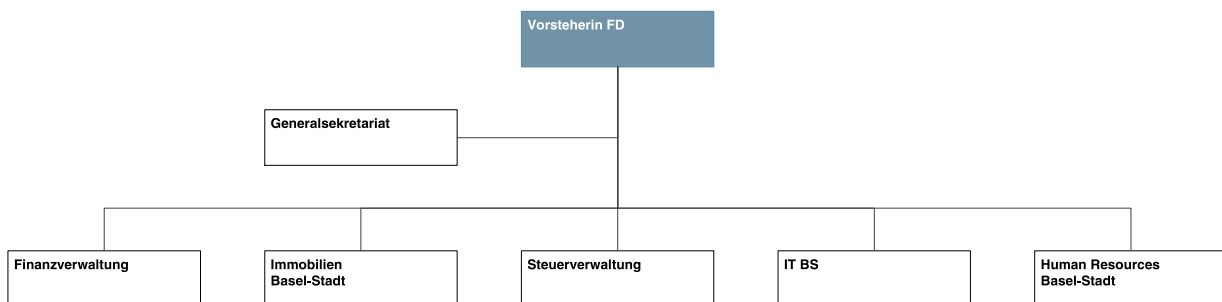 Vorsteherin FD
Generalsekretariat
Finanzverwaltung
Immobilien
Basel-Stadt
Steuerverwaltung
IT BS
Human Resources
Basel-Stadt